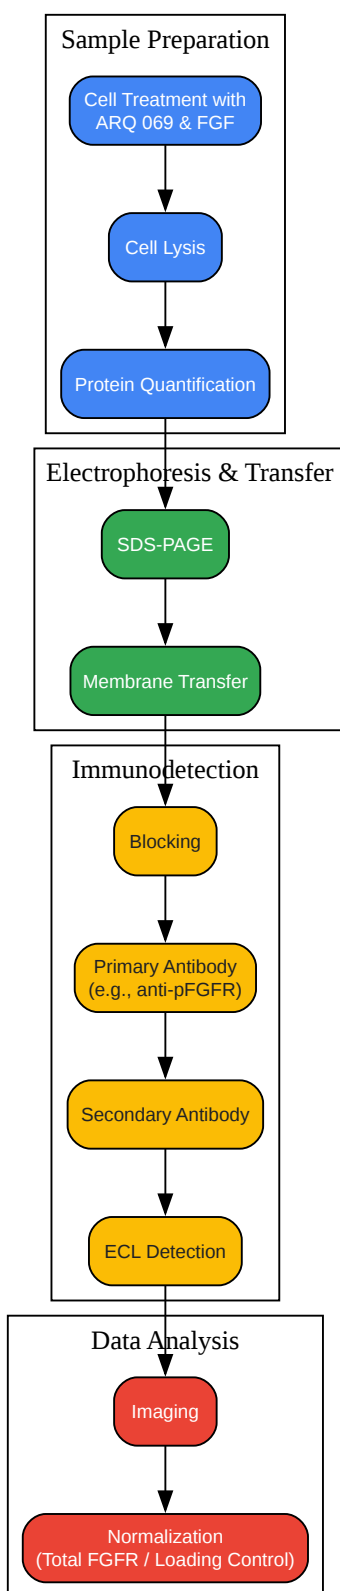 Sample Preparation
Cell Treatment with
ARQ 069 & FGF
Cell Lysis
Protein Quantification
Electrophoresis & Transfer
SDS-PAGE
Membrane Transfer
Immunodetection
Blocking
Primary Antibody
(e.g., anti-pFGFR)
Secondary Antibody
ECL Detection
Data Analysis
Imaging
Normalization
(Total FGFR / Loading Control)